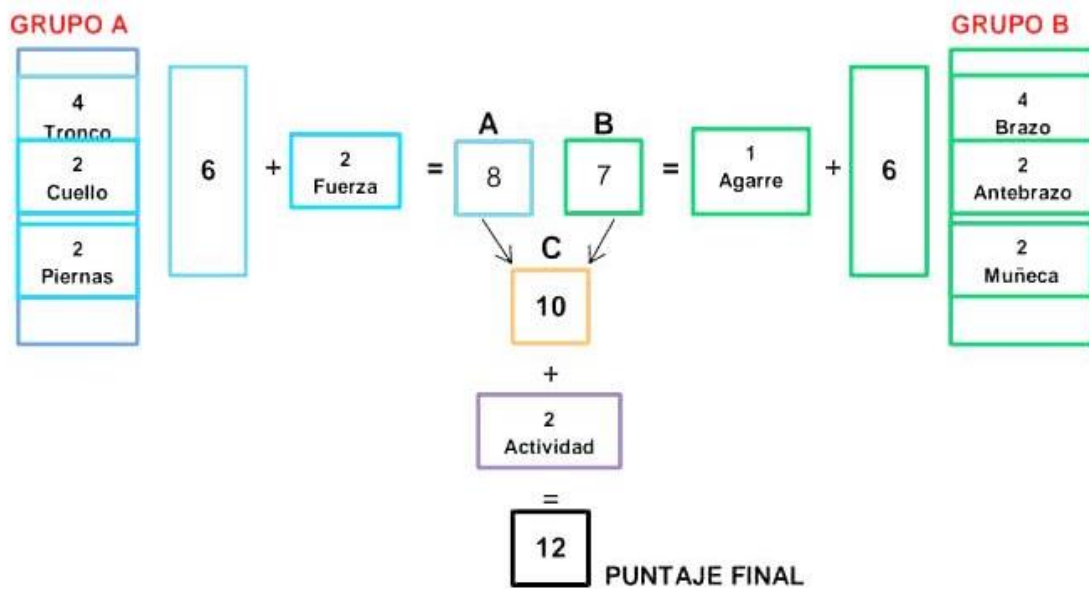 GRUPO A
GRUPO B
4
Tronco
2
Cuello
2
Piernas
6
+
2
Fuerza
=
A
8
B
7
=
1
Agarre
+
6
4
Brazo
2
Antebrazo
2
Muñeca
C
10
+
2
Actividad
=
12
PUNTAJE FINAL